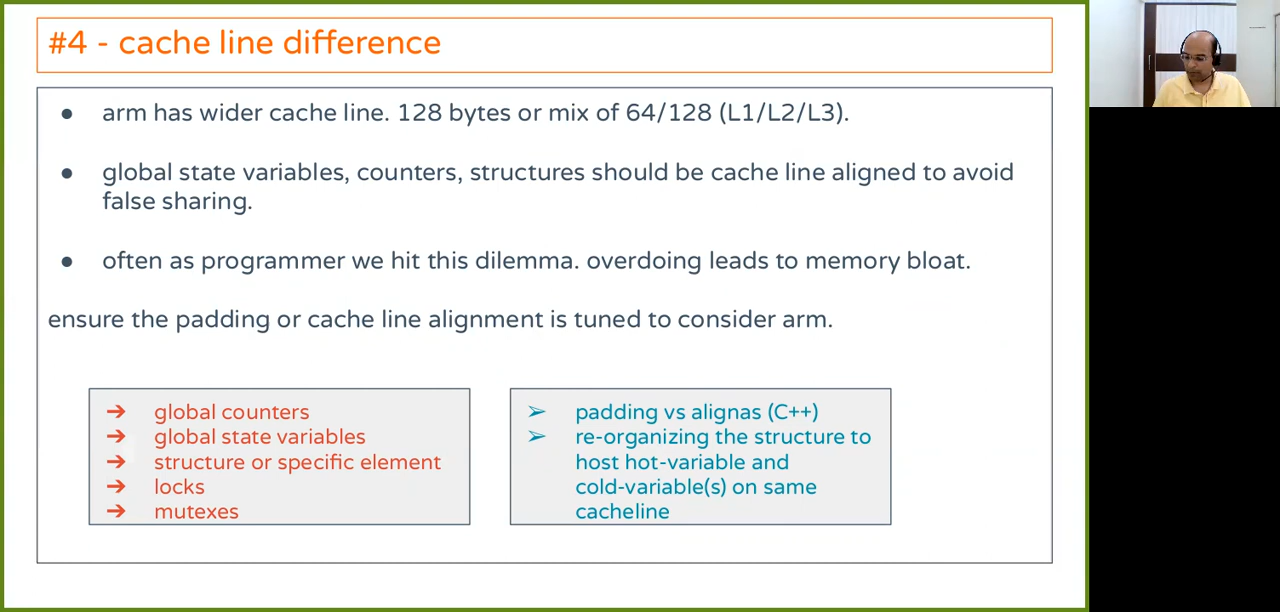 #4 - cache line difference
● arm has wider cache line. 128 bytes or mix of 64/128 (L1/L2/L3).
● global state variables, counters, structures should be cache line aligned to avoid
false sharing.
● often as programmer we hit this dilemma. overdoing leads to memory bloat.
ensure the padding or cache line alignment is tuned to consider arm.
➔ global counters
➔ global state variables
➔ structure or specific element
➔ locks
➔ mutexes
➢ padding vs alignas (C++)
➢ re-organizing the structure to
host hot-variable and
cold-variable(s) on same
cacheline